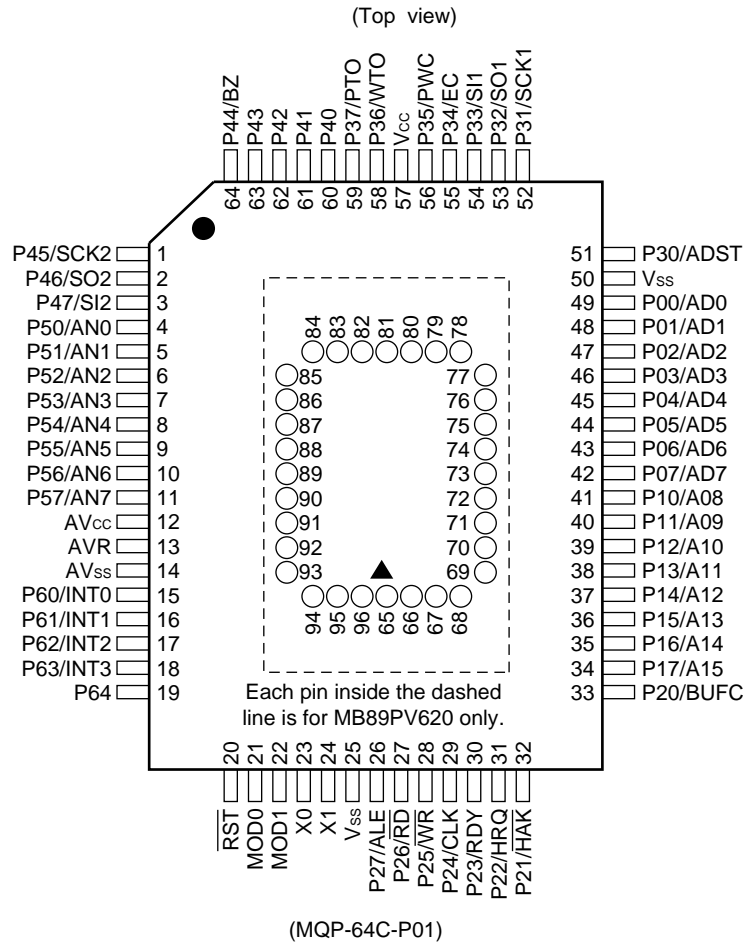 (Top view)
P44/BZ
P43
P42
P41
P40
P37/PTO
P36/WTO
Vcc
P35/PWC
P34/EC
P33/SI1
P32/SO1
P31/SCK1
64
63
62
61
60
59
58
57
56
55
54
53
52
P45/SCK2 1
P46/SO2 2
P47/SI2 3
P50/AN0 4
P51/AN1 5
P52/AN2 6
P53/AN3 7
P54/AN4 8
P55/AN5 9
P56/AN6 10
P57/AN7 11
AVcc 12
AVR 13
AVss 14
P60/INT0 15
P61/INT1 16
P62/INT2 17
P63/INT3 18
P64 19
84
83
82
81
80
79
78
85
86
87
88
89
90
91
92
93
77
76
75
74
73
72
71
70
69
94
95
96
65
66
67
68
Each pin inside the dashed
line is for MB89PV620 only.
51 P30/ADST
50 Vss
49 P00/AD0
48 P01/AD1
47 P02/AD2
46 P03/AD3
45 P04/AD4
44 P05/AD5
43 P06/AD6
42 P07/AD7
41 P10/A08
40 P11/A09
39 P12/A10
38 P13/A11
37 P14/A12
36 P15/A13
35 P16/A14
34 P17/A15
33 P20/BUFC
20
21
22
23
24
25
26
27
28
29
30
31
32
RST
MOD0
MOD1
X0
X1
Vss
P27/ALE
P26/RD
P25/WR
P24/CLK
P23/RDY
P22/HRQ
P21/HAK
(MQP-64C-P01)